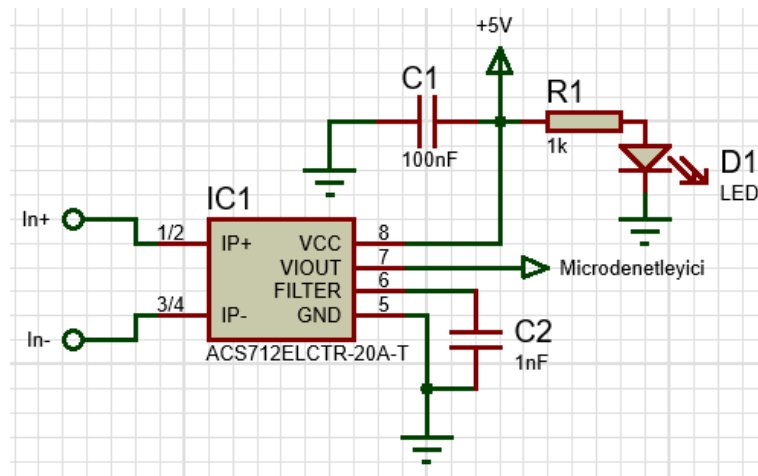 +5V
C1
100nF
R1
1k
D1
LED
IC1
In+
1/2
IP+
VCC
8
VIOUT
7
Microdenetleyici
FILTER
6
In-
3/4
IP-
GND
5
ACS712ELCTR-20A-T
C2
1nF